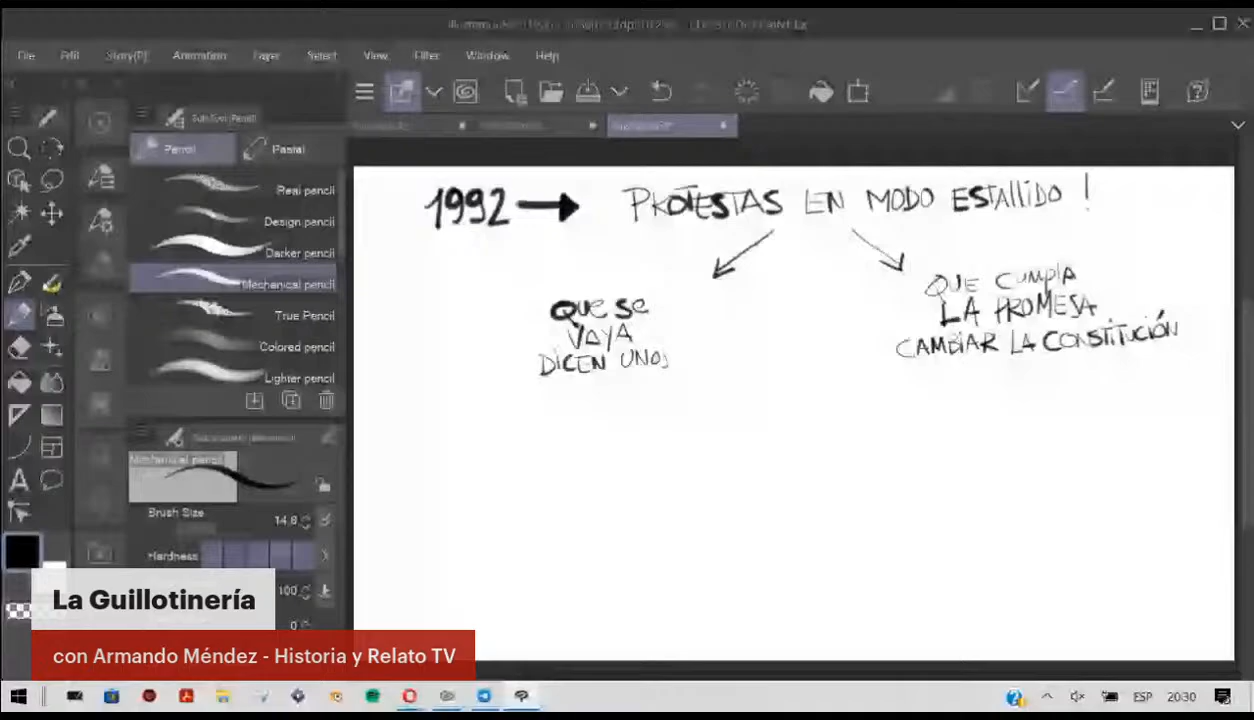 File Edit Story(P) Animation Layer Select View Filter Window Help
Pencil Pastel
Real pencil
Design pencil
Darker pencil
Mechanical pencil
True Pencil
Colored pencil
Lighter pencil
Mechanical pencil
Brush Size 14.8
Hardness
100
0
1992 → PROTESTAS EN MODO ESTALLIDO !
QUE SE
VAYA
DICEN UNOS
QUE CUMPLA
LA PROMESA
CAMBIAR LA CONSTITUCIÓN
La Guillotinería
con Armando Méndez - Historia y Relato TV
ESP 20:30